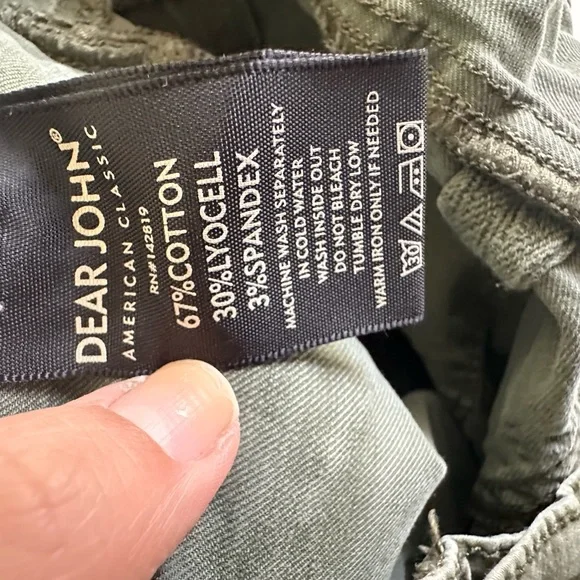 DEAR JOHN®
AMERICAN CLASSIC
RN# 142819
67%COTTON
30%LYOCELL
3%SPANDEX
MACHINE WASH SEPARATELY
IN COLD WATER
WASH INSIDE OUT
DO NOT BLEACH
TUMBLE DRY LOW
WARM IRON ONLY IF NEEDED
30